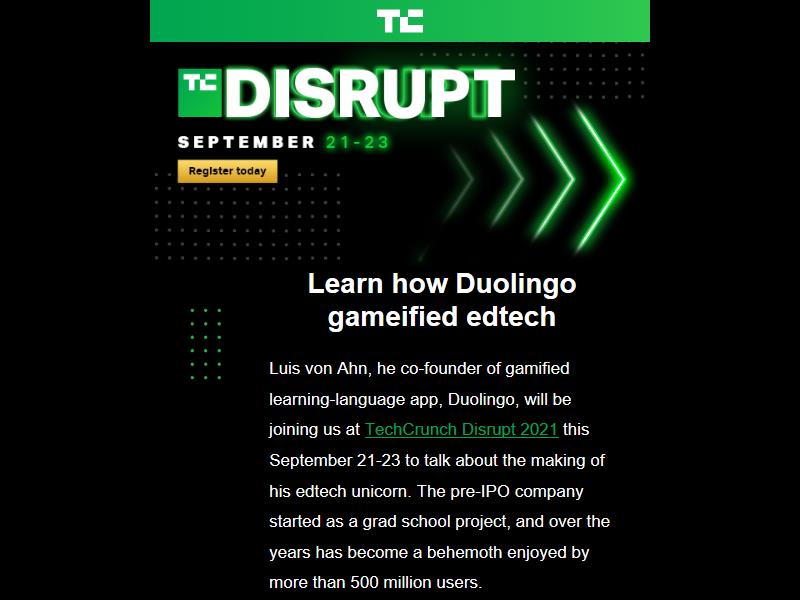 TC
TC DISRUPT
SEPTEMBER 21-23
Register today
Learn how Duolingo
gameified edtech
Luis von Ahn, he co-founder of gamified
learning-language app, Duolingo, will be
joining us at TechCrunch Disrupt 2021 this
September 21-23 to talk about the making of
his edtech unicorn. The pre-IPO company
started as a grad school project, and over the
years has become a behemoth enjoyed by
more than 500 million users.